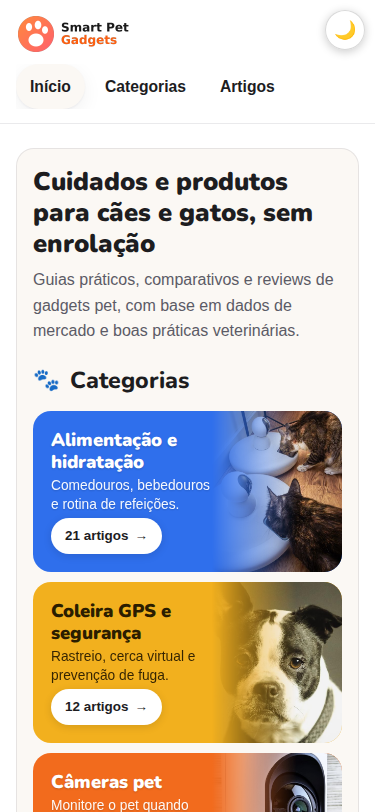 Smart Pet
Gadgets
Início
Categorias
Artigos
Cuidados e produtos
para cães e gatos, sem
enrolação
Guias práticos, comparativos e reviews de
gadgets pet, com base em dados de
mercado e boas práticas veterinárias.
Categorias
Alimentação e
hidratação
Comedouros, bebedouros
e rotina de refeições.
21 artigos →
Coleira GPS e
segurança
Rastreio, cerca virtual e
prevenção de fuga.
12 artigos →
Câmeras pet
Monitore o pet quando